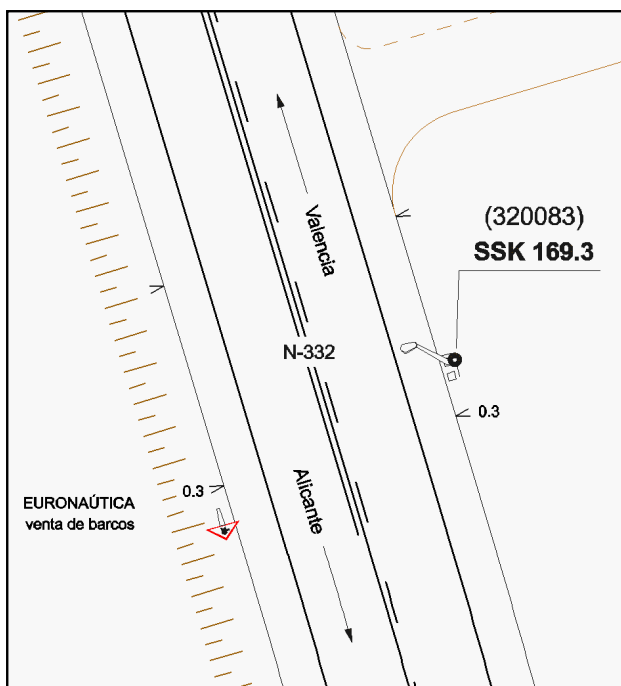 Valencia
(320083)
SSK 169.3
N-332
0.3
Alicante
0.3
EURONAÚTICA
venta de barcos